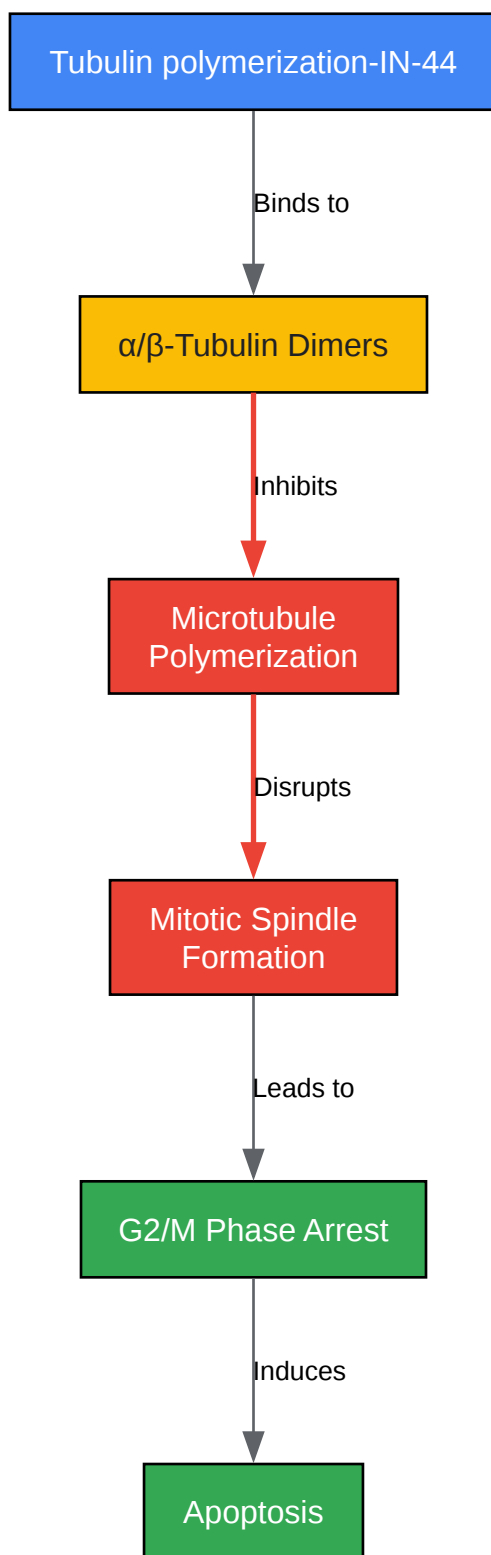 Tubulin polymerization-IN-44
Binds to
α/β-Tubulin Dimers
Inhibits
Microtubule
Polymerization
Disrupts
Mitotic Spindle
Formation
Leads to
G2/M Phase Arrest
Induces
Apoptosis